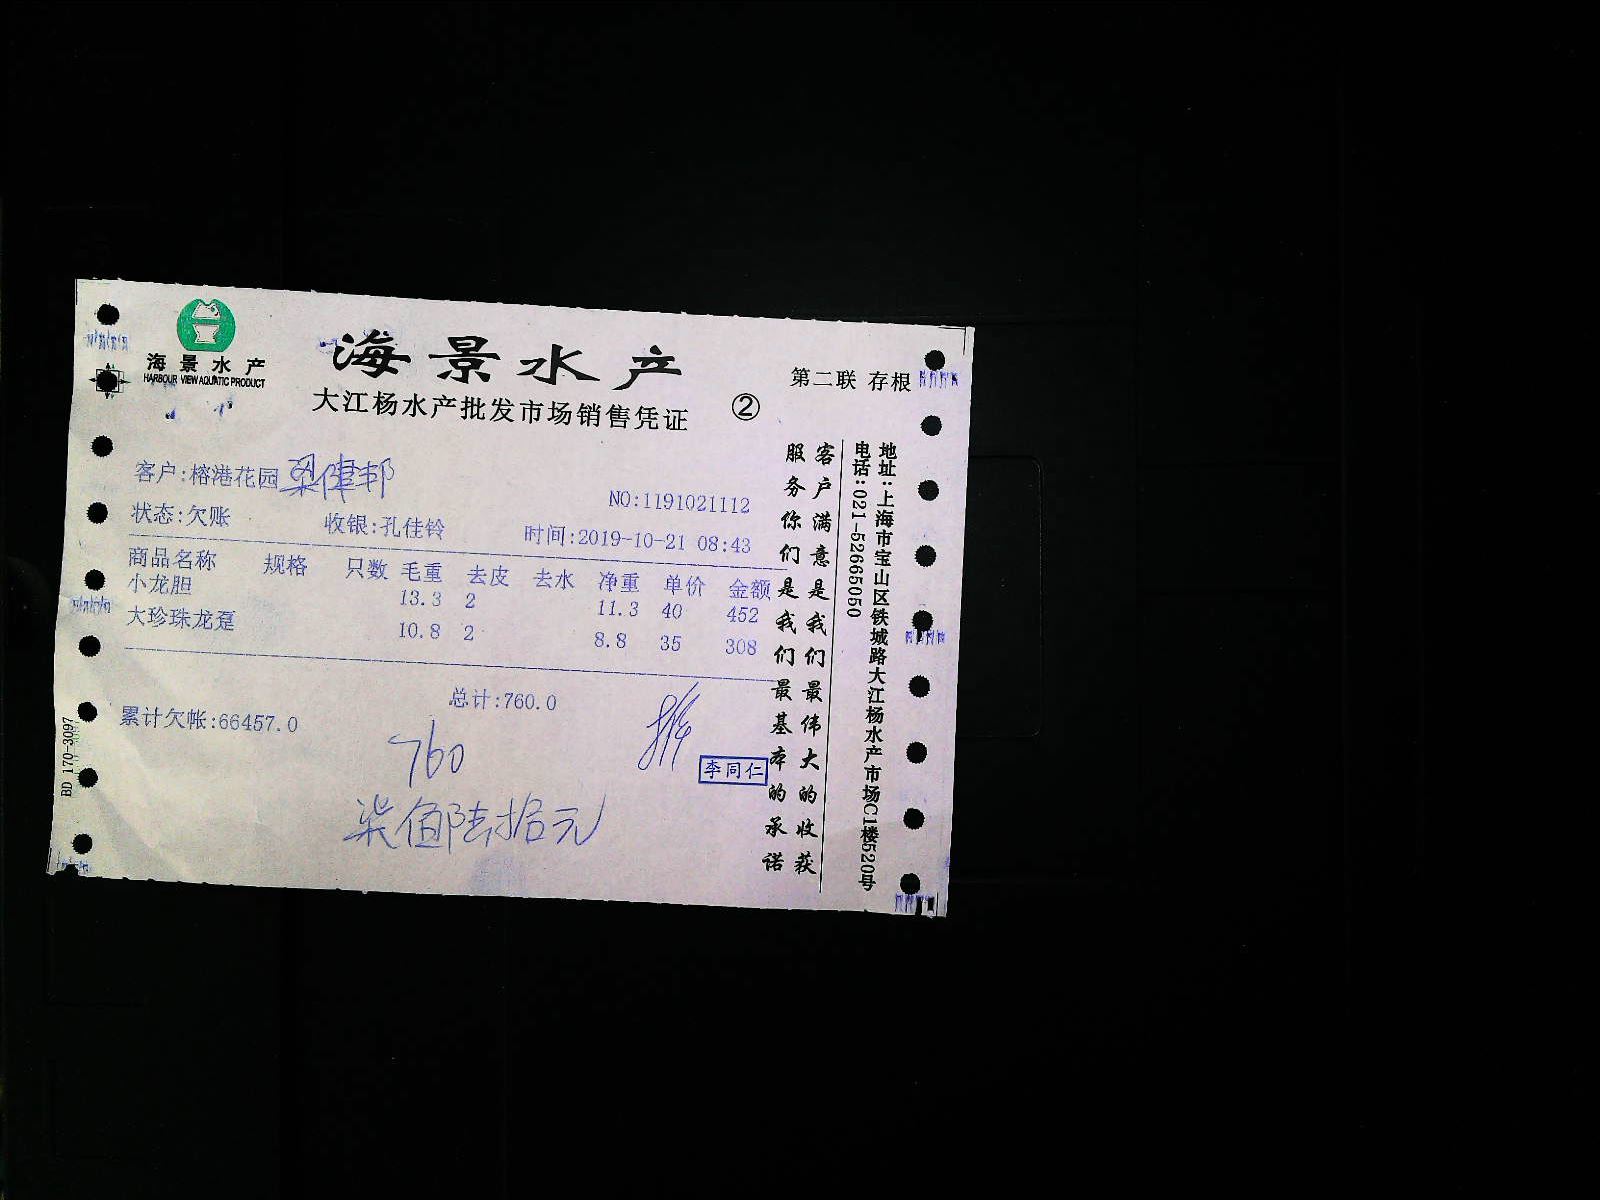 海景水产
HARBOUR VIEW AQUATIC PRODUCT
海景水产
大江杨水产批发市场销售凭证
②
第二联 存根
客户:榕港花园 梁伟邦
NO:1191021112
状态:欠账 收银:孔佳铃 时间:2019-10-21 08:43
商品名称 规格 只数 毛重 去皮 去水 净重 单价 金额
小龙胆 13.3 2 11.3 40 452
大珍珠龙趸 10.8 2 8.8 35 308
总计:760.0
累计欠帐:66457.0
760
李同仁
柒佰陆拾元
客户满意是我们最伟大的收获
服务你们是我们最基本的承诺
地址:上海市宝山区铁城路大江杨水产市场C1楼520号
电话:021-52665050
BD 170-3097